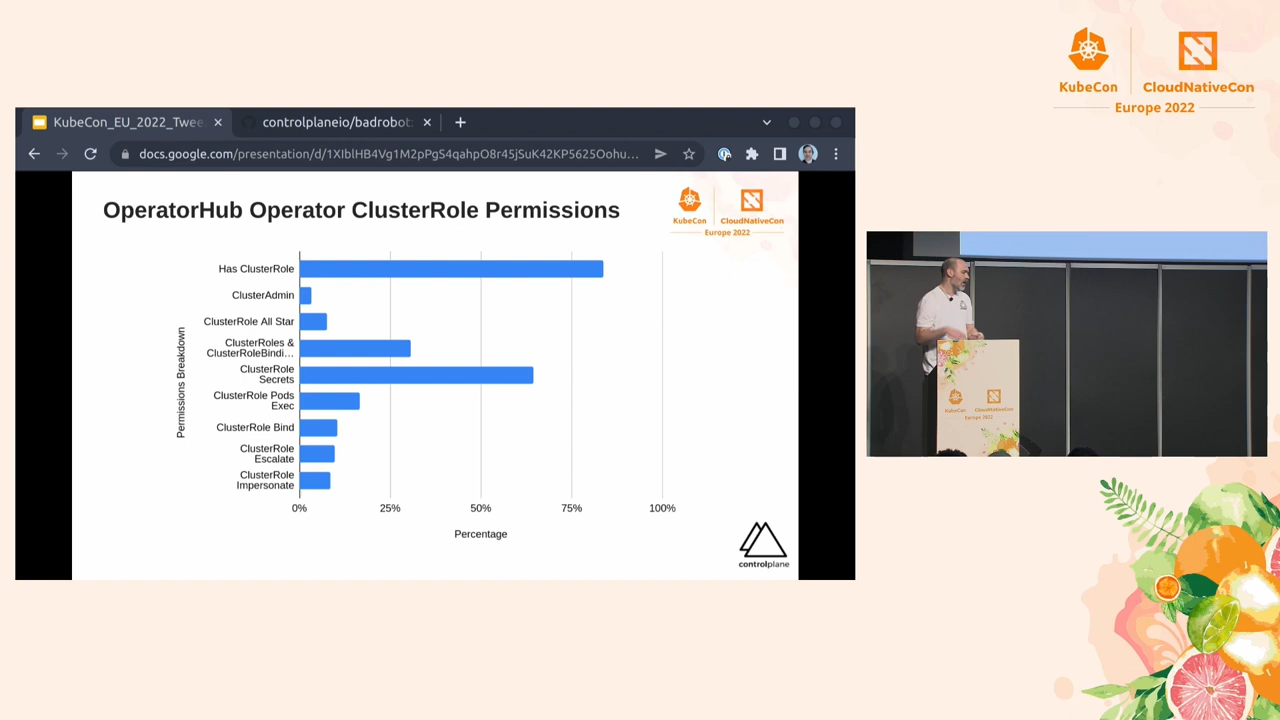 KubeCon
CloudNativeCon
Europe 2022
KubeCon_EU_2022_Twee
controlplaneio/badrobot:
docs.google.com/presentation/d/1XIblHB4Vg1M2pPgS4qahpO8r45jSuK42KP5625Oohu...
OperatorHub Operator ClusterRole Permissions
KubeCon
CloudNativeCon
Europe 2022
Permissions Breakdown
Has ClusterRole
ClusterAdmin
ClusterRole All Star
ClusterRoles &
ClusterRoleBindi...
ClusterRole
Secrets
ClusterRole Pods
Exec
ClusterRole Bind
ClusterRole
Escalate
ClusterRole
Impersonate
0%
25%
50%
75%
100%
Percentage
controlplane
KubeCon
CloudNativeCon
Europe 2022